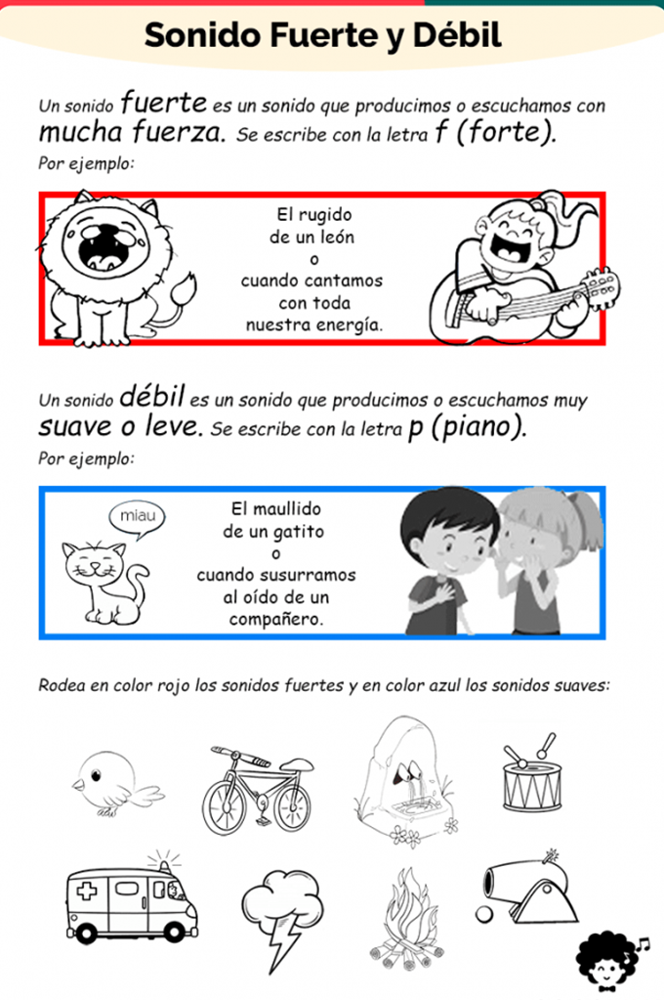 Sonido Fuerte y Débil
Un sonido fuerte es un sonido que producimos o escuchamos con
mucha fuerza. Se escribe con la letra f (forte).
Por ejemplo:
El rugido
de un león
o
cuando cantamos
con toda
nuestra energía.
Un sonido débil es un sonido que producimos o escuchamos muy
suave o leve. Se escribe con la letra p (piano).
Por ejemplo:
miau
El maullido
de un gatito
o
cuando susurramos
al oído de un
compañero.
Rodea en color rojo los sonidos fuertes y en color azul los sonidos suaves: